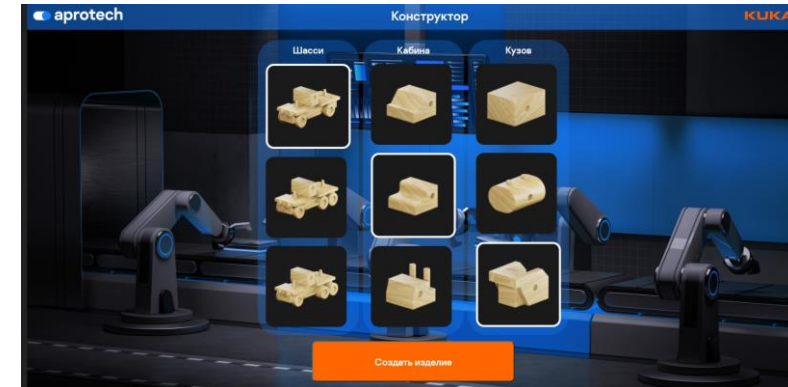 aprotech
Конструктор
KUKA
Шасси
Кабина
Кузов
Создать изделие